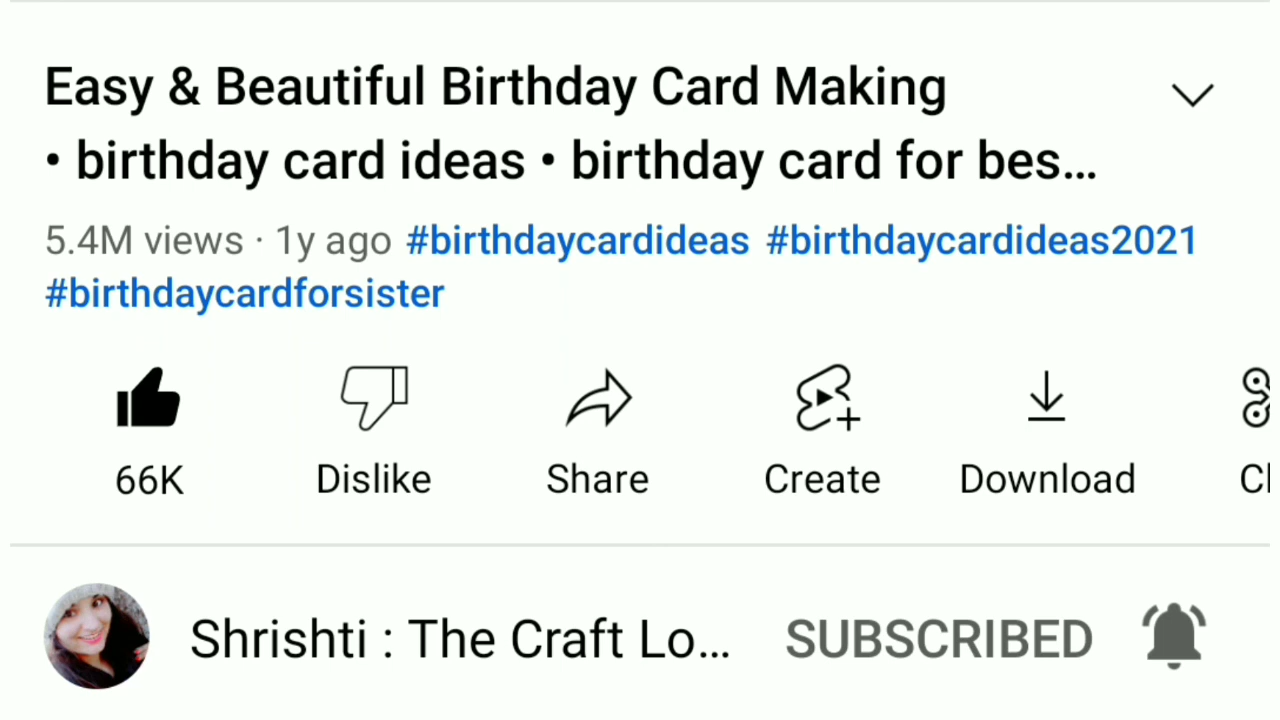 Easy & Beautiful Birthday Card Making
• birthday card ideas • birthday card for bes...
5.4M views · 1y ago #birthdaycardideas #birthdaycardideas2021
#birthdaycardforsister
66K Dislike Share Create Download Cl
Shrishti : The Craft Lo... SUBSCRIBED